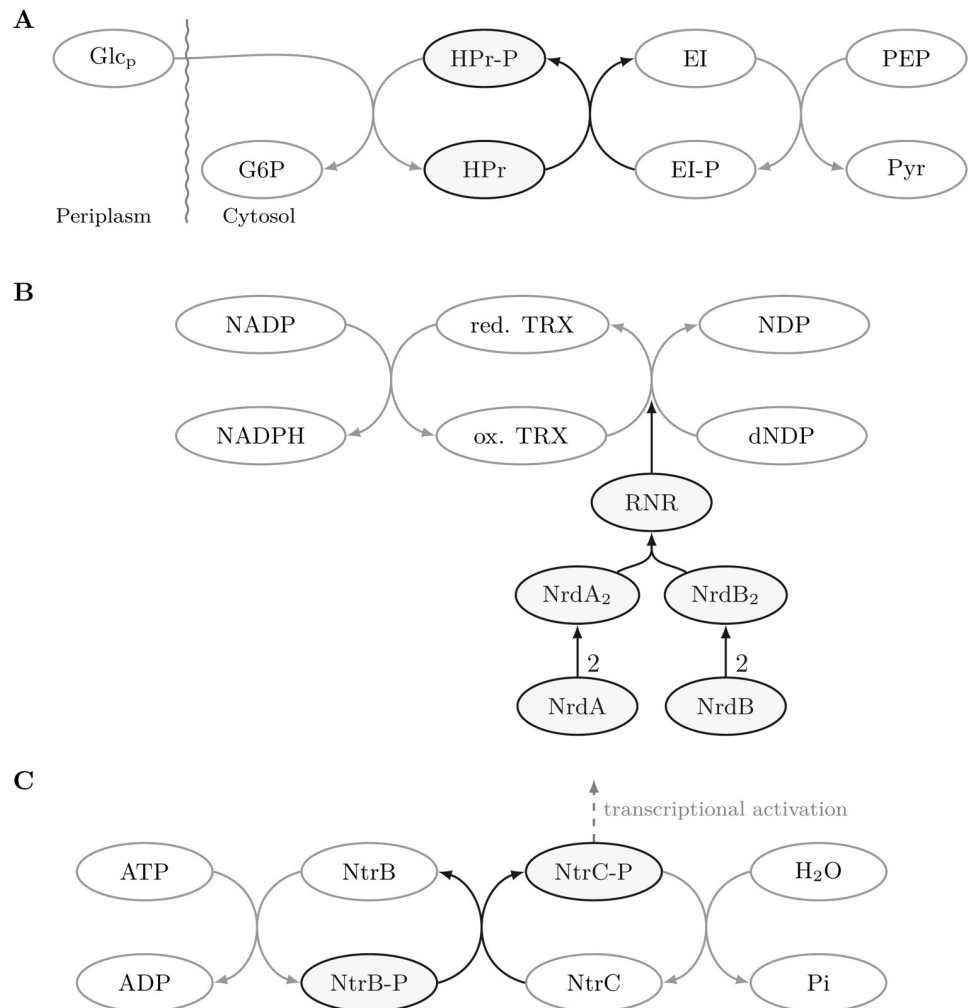 A
Glcp HPr-P EI PEP
G6P HPr EI-P Pyr
Periplasm Cytosol
B
NADP red. TRX NDP
NADPH ox. TRX dNDP
RNR
NrdA2 NrdB2
2 2
NrdA NrdB
C
transcriptional activation
ATP NtrB NtrC-P H2O
ADP NtrB-P NtrC Pi